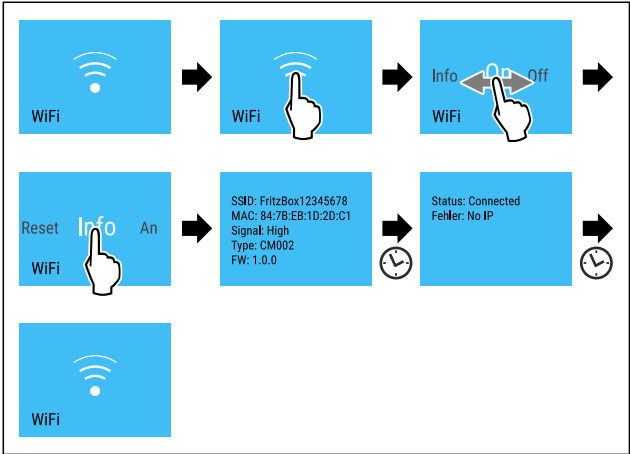 WiFi
WiFi
Info On Off
WiFi
Reset Info An
WiFi
SSID: FritzBox12345678
MAC: 84:7B:EB:1D:2D:C1
Signal: High
Type: CM002
FW: 1.0.0
Status: Connected
Fehler: No IP
WiFi